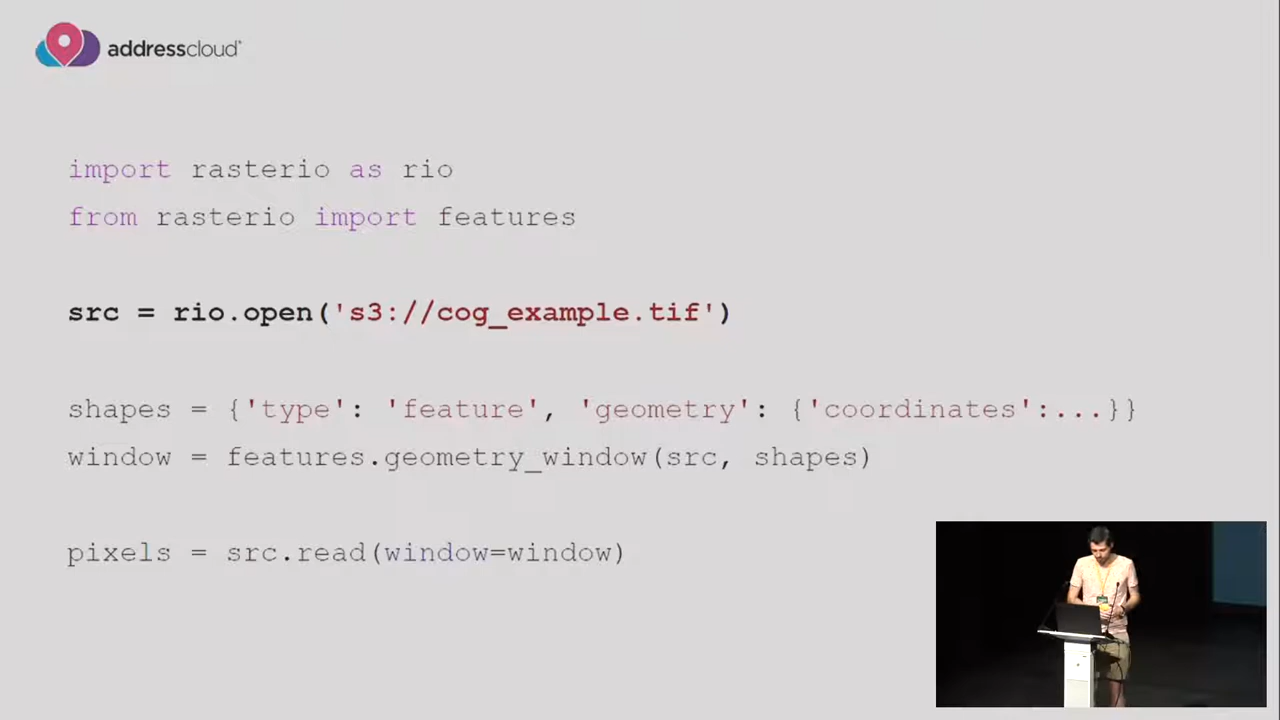 addresscloud
import rasterio as rio
from rasterio import features
src = rio.open('s3://cog_example.tif')
shapes = {'type': 'feature', 'geometry': {'coordinates':...}}
window = features.geometry_window(src, shapes)
pixels = src.read(window=window)